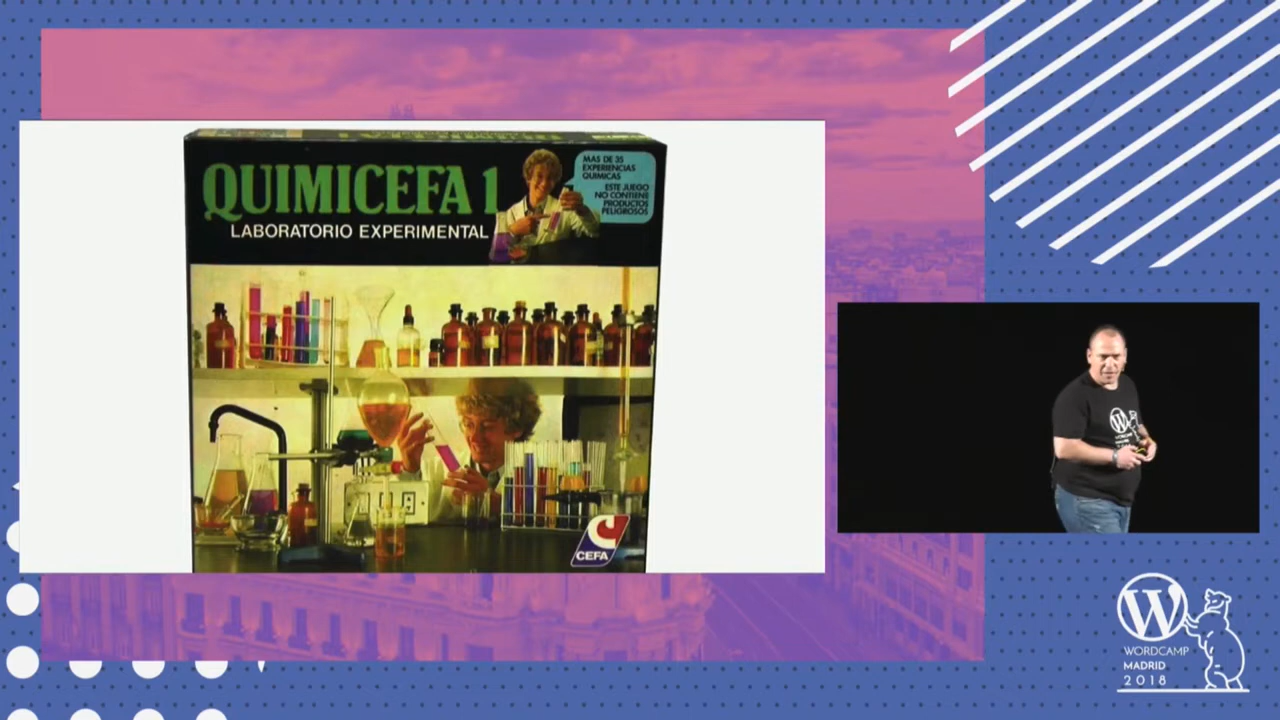 QUIMICEFA 1
LABORATORIO EXPERIMENTAL
MAS DE 35
EXPERIENCIAS
QUIMICAS
ESTE JUEGO
NO CONTIENE
PRODUCTOS
PELIGROSOS
CEFA
WORDCAMP
MADRID
2018